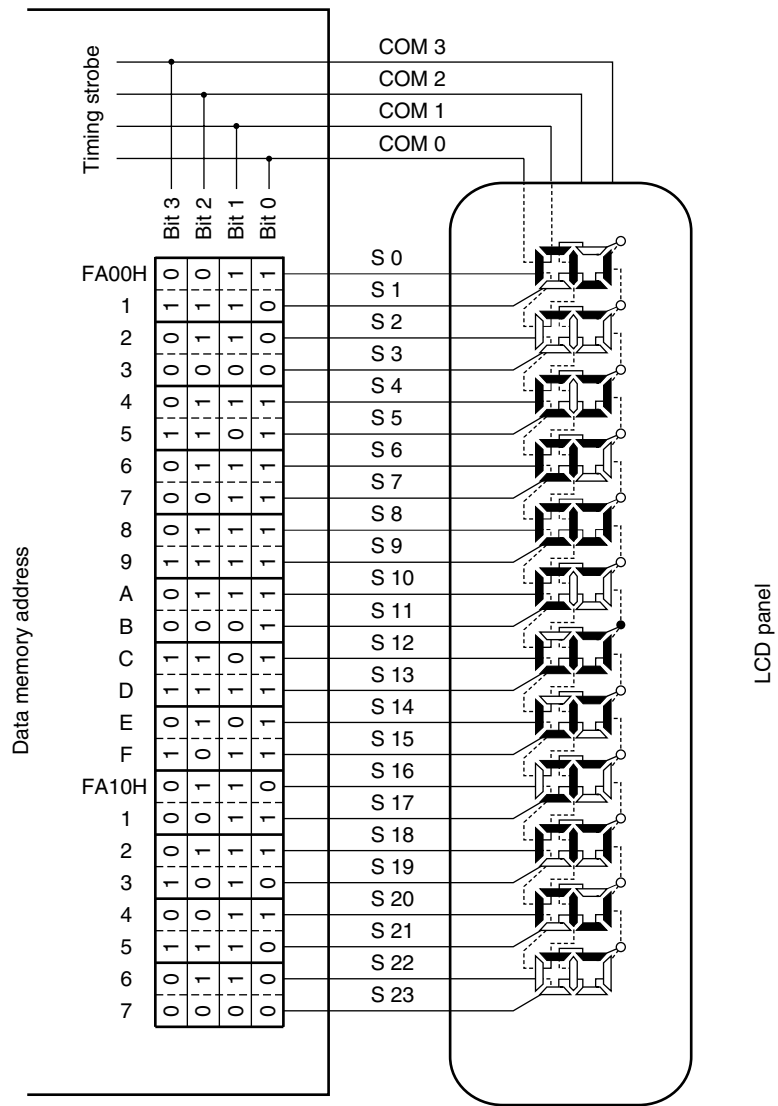 Timing strobe
COM 3
COM 2
COM 1
COM 0
Bit 3 Bit 2 Bit 1 Bit 0
FA00H 0 0 1 1 S 0
1 1 1 1 0 S 1
2 0 1 1 0 S 2
3 0 0 0 0 S 3
4 0 1 1 1 S 4
5 1 1 0 1 S 5
6 0 1 1 1 S 6
7 0 0 1 1 S 7
8 0 1 1 1 S 8
9 1 1 1 1 S 9
A 0 1 1 1 S 10
B 0 0 0 1 S 11
C 1 1 0 1 S 12
D 1 1 1 1 S 13
E 0 1 0 1 S 14
F 1 0 1 1 S 15
FA10H 0 1 1 0 S 16
1 0 0 1 1 S 17
2 0 1 1 1 S 18
3 1 0 1 0 S 19
4 0 0 1 1 S 20
5 1 1 1 0 S 21
6 0 1 1 0 S 22
7 0 0 0 0 S 23
Data memory address
LCD panel